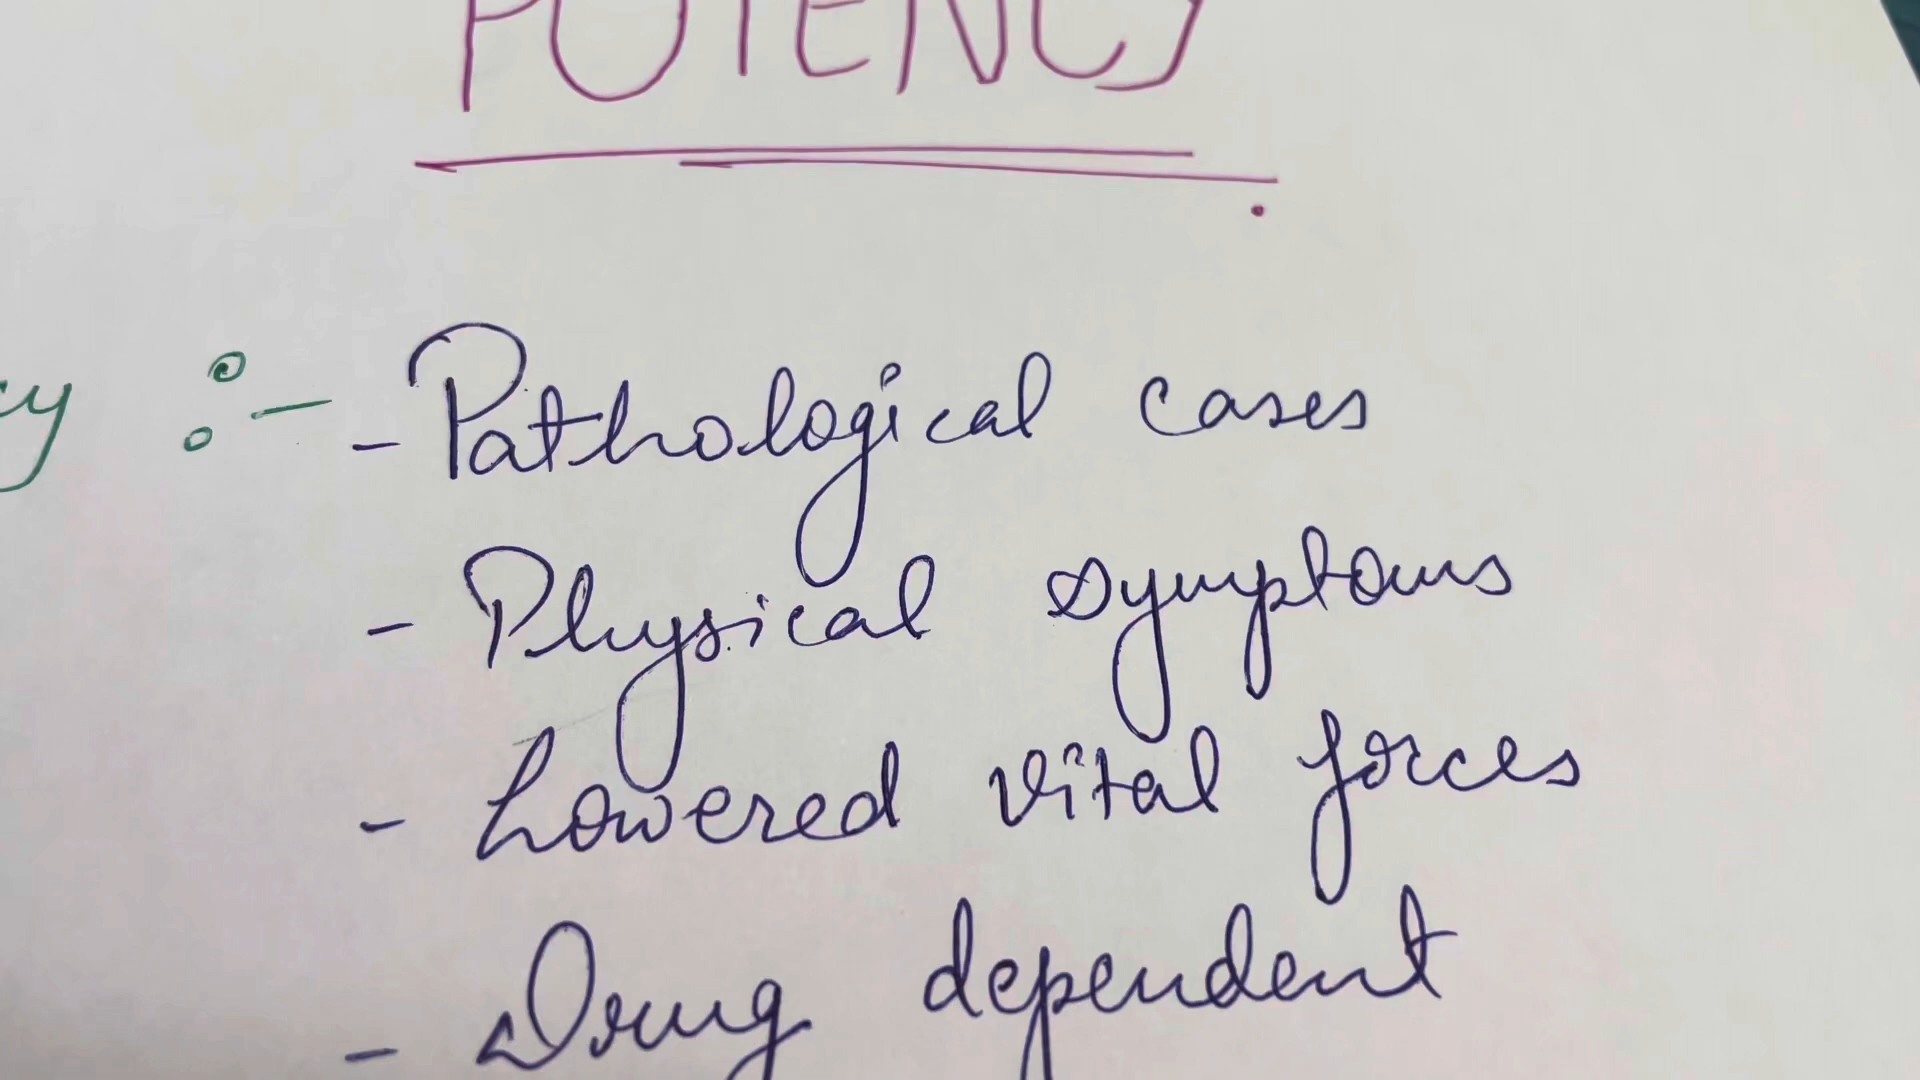 POTENCY
:- - Pathological cases
- Physical symptoms
- Lowered vital forces
- Drug dependent